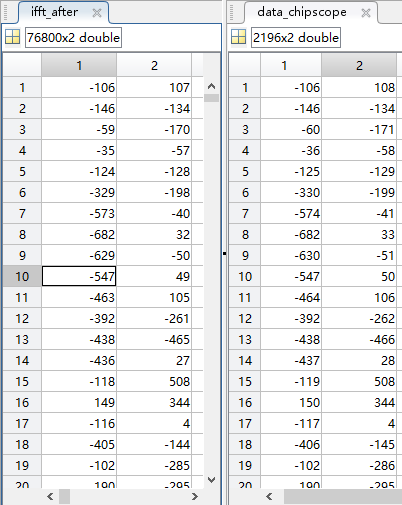 ifft_after
data_chipscope
76800x2 double
2196x2 double
1 2
1 2
1 -106 107
1 -106 108
2 -146 -134
2 -146 -134
3 -59 -170
3 -60 -171
4 -35 -57
4 -36 -58
5 -124 -128
5 -125 -129
6 -329 -198
6 -330 -199
7 -573 -40
7 -574 -41
8 -682 32
8 -682 33
9 -629 -50
9 -630 -51
10 -547 49
10 -547 50
11 -463 105
11 -464 106
12 -392 -261
12 -392 -262
13 -438 -465
13 -438 -466
14 -436 27
14 -437 28
15 -118 508
15 -119 508
16 149 344
16 150 344
17 -116 4
17 -117 4
18 -405 -144
18 -406 -145
19 -102 -285
19 -102 -286
20 190 -295
20 190 -295